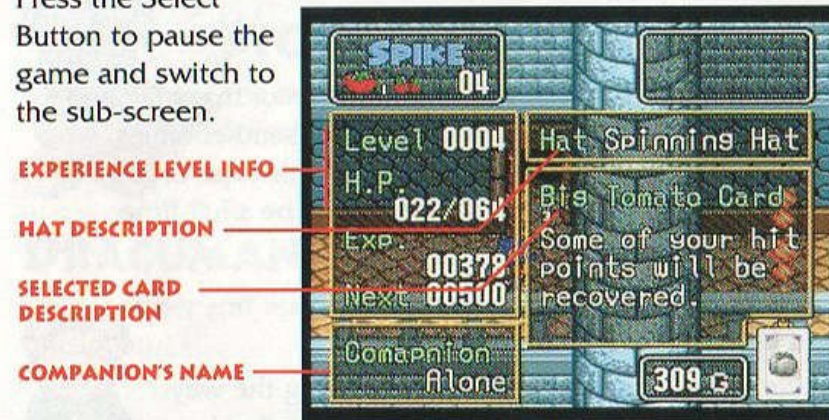 Press the Select
Button to pause the
game and switch to
the sub-screen.
EXPERIENCE LEVEL INFO
HAT DESCRIPTION
SELECTED CARD
DESCRIPTION
COMPANION'S NAME
SPIKE
04
Level 0004
H.P.
022/064
Exp.
00378
Next 00500
Comapnion
Alone
Hat Spinning Hat
Big Tomato Card
Some of your hit
points will be
recovered.
309 G